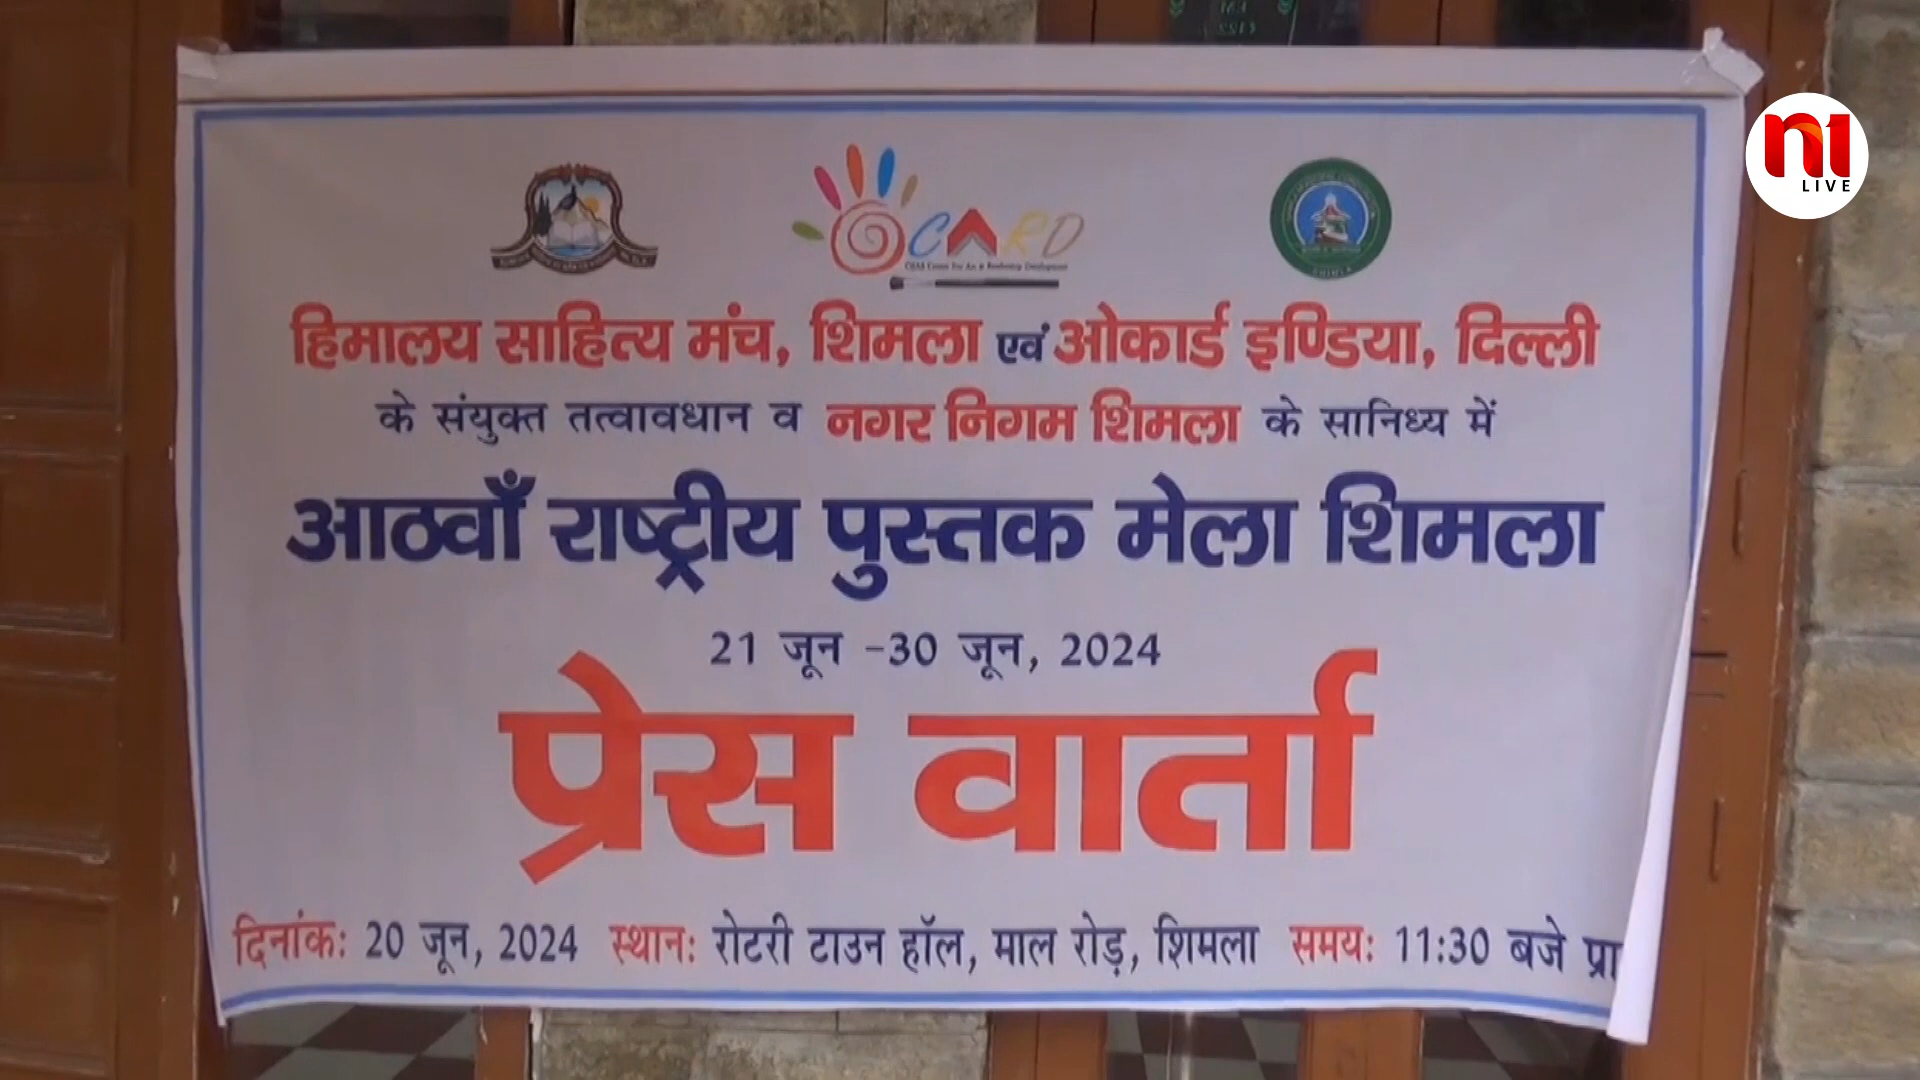 n1
LIVE
CARD
हिमालय साहित्य मंच, शिमला एवं ओकार्ड इण्डिया, दिल्ली
के संयुक्त तत्वावधान व नगर निगम शिमला के सानिध्य में
आठवाँ राष्ट्रीय पुस्तक मेला शिमला
21 जून -30 जून, 2024
प्रेस वार्ता
दिनांक: 20 जून, 2024 स्थान: रोटरी टाउन हॉल, माल रोड़, शिमला समय: 11:30 बजे प्रा